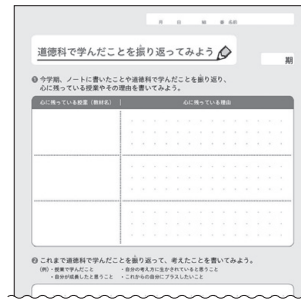 月 日 組 番 名前
道徳科で学んだことを振り返ってみよう
期
❶ 今学期、ノートに書いたことや道徳科で学んだことを振り返り、
心に残っている授業やその理由を書いてみよう。
心に残っている授業(教材名) 心に残っている理由
❷ これまで道徳科で学んだことを振り返って、考えたことを書いてみよう。
(例)・授業で学んだこと ・自分の考え方に生かされていると思うこと
・自分が成長したと思うこと ・これからの自分にプラスしたいこと